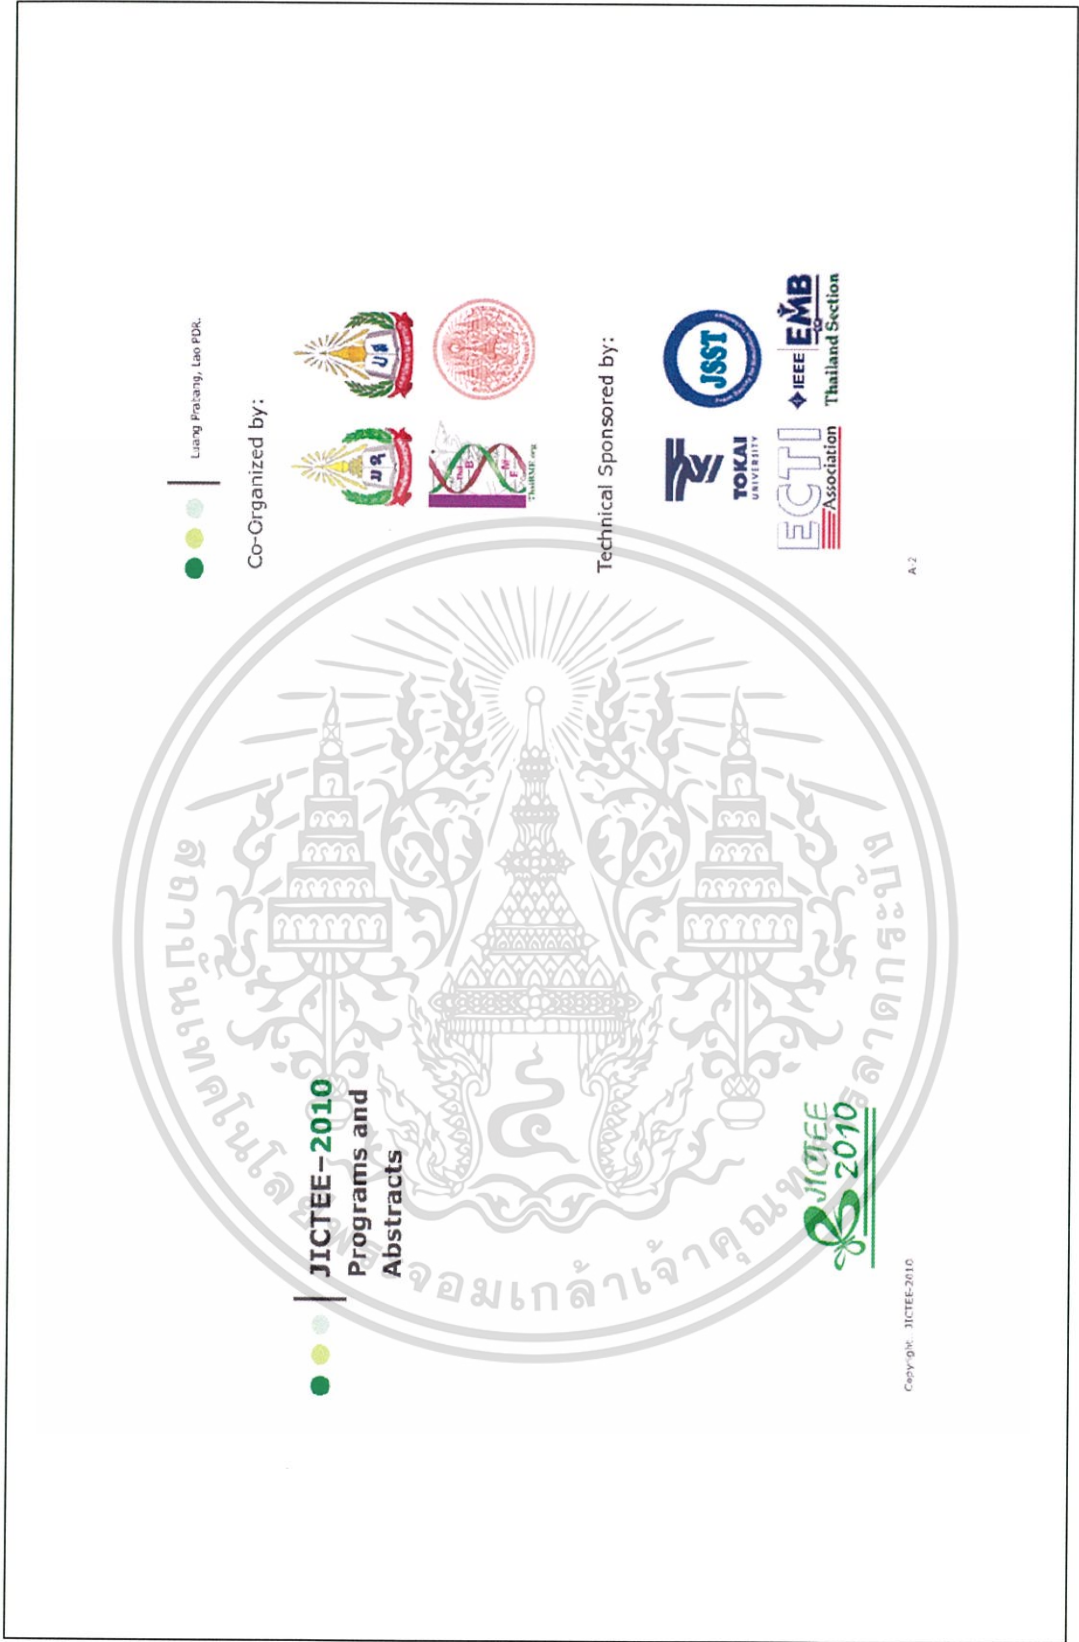 JICTEE-2010
Programs and
Abstracts
JICTEE
2010
Copyright: JICTEE-2010
Luang Prabang, Lao PDR.
Co-Organized by:
ThaiBME.org
Technical Sponsored by:
TOKAI
UNIVERSITY
JSST
ECTI
Association
IEEE EMB
Thailand Section
A-2
สถาบันเทคโนโลยีพระจอมเกล้าเจ้าคุณทหารลาดกระบัง